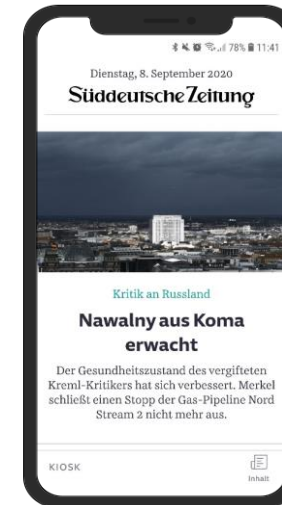 78% 11:41
Dienstag, 8. September 2020
Süddeutsche Zeitung
Kritik an Russland
Nawalny aus Koma
erwacht
Der Gesundheitszustand des vergifteten
Kreml-Kritikers hat sich verbessert. Merkel
schließt einen Stopp der Gas-Pipeline Nord
Stream 2 nicht mehr aus.
KIOSK
Inhalt